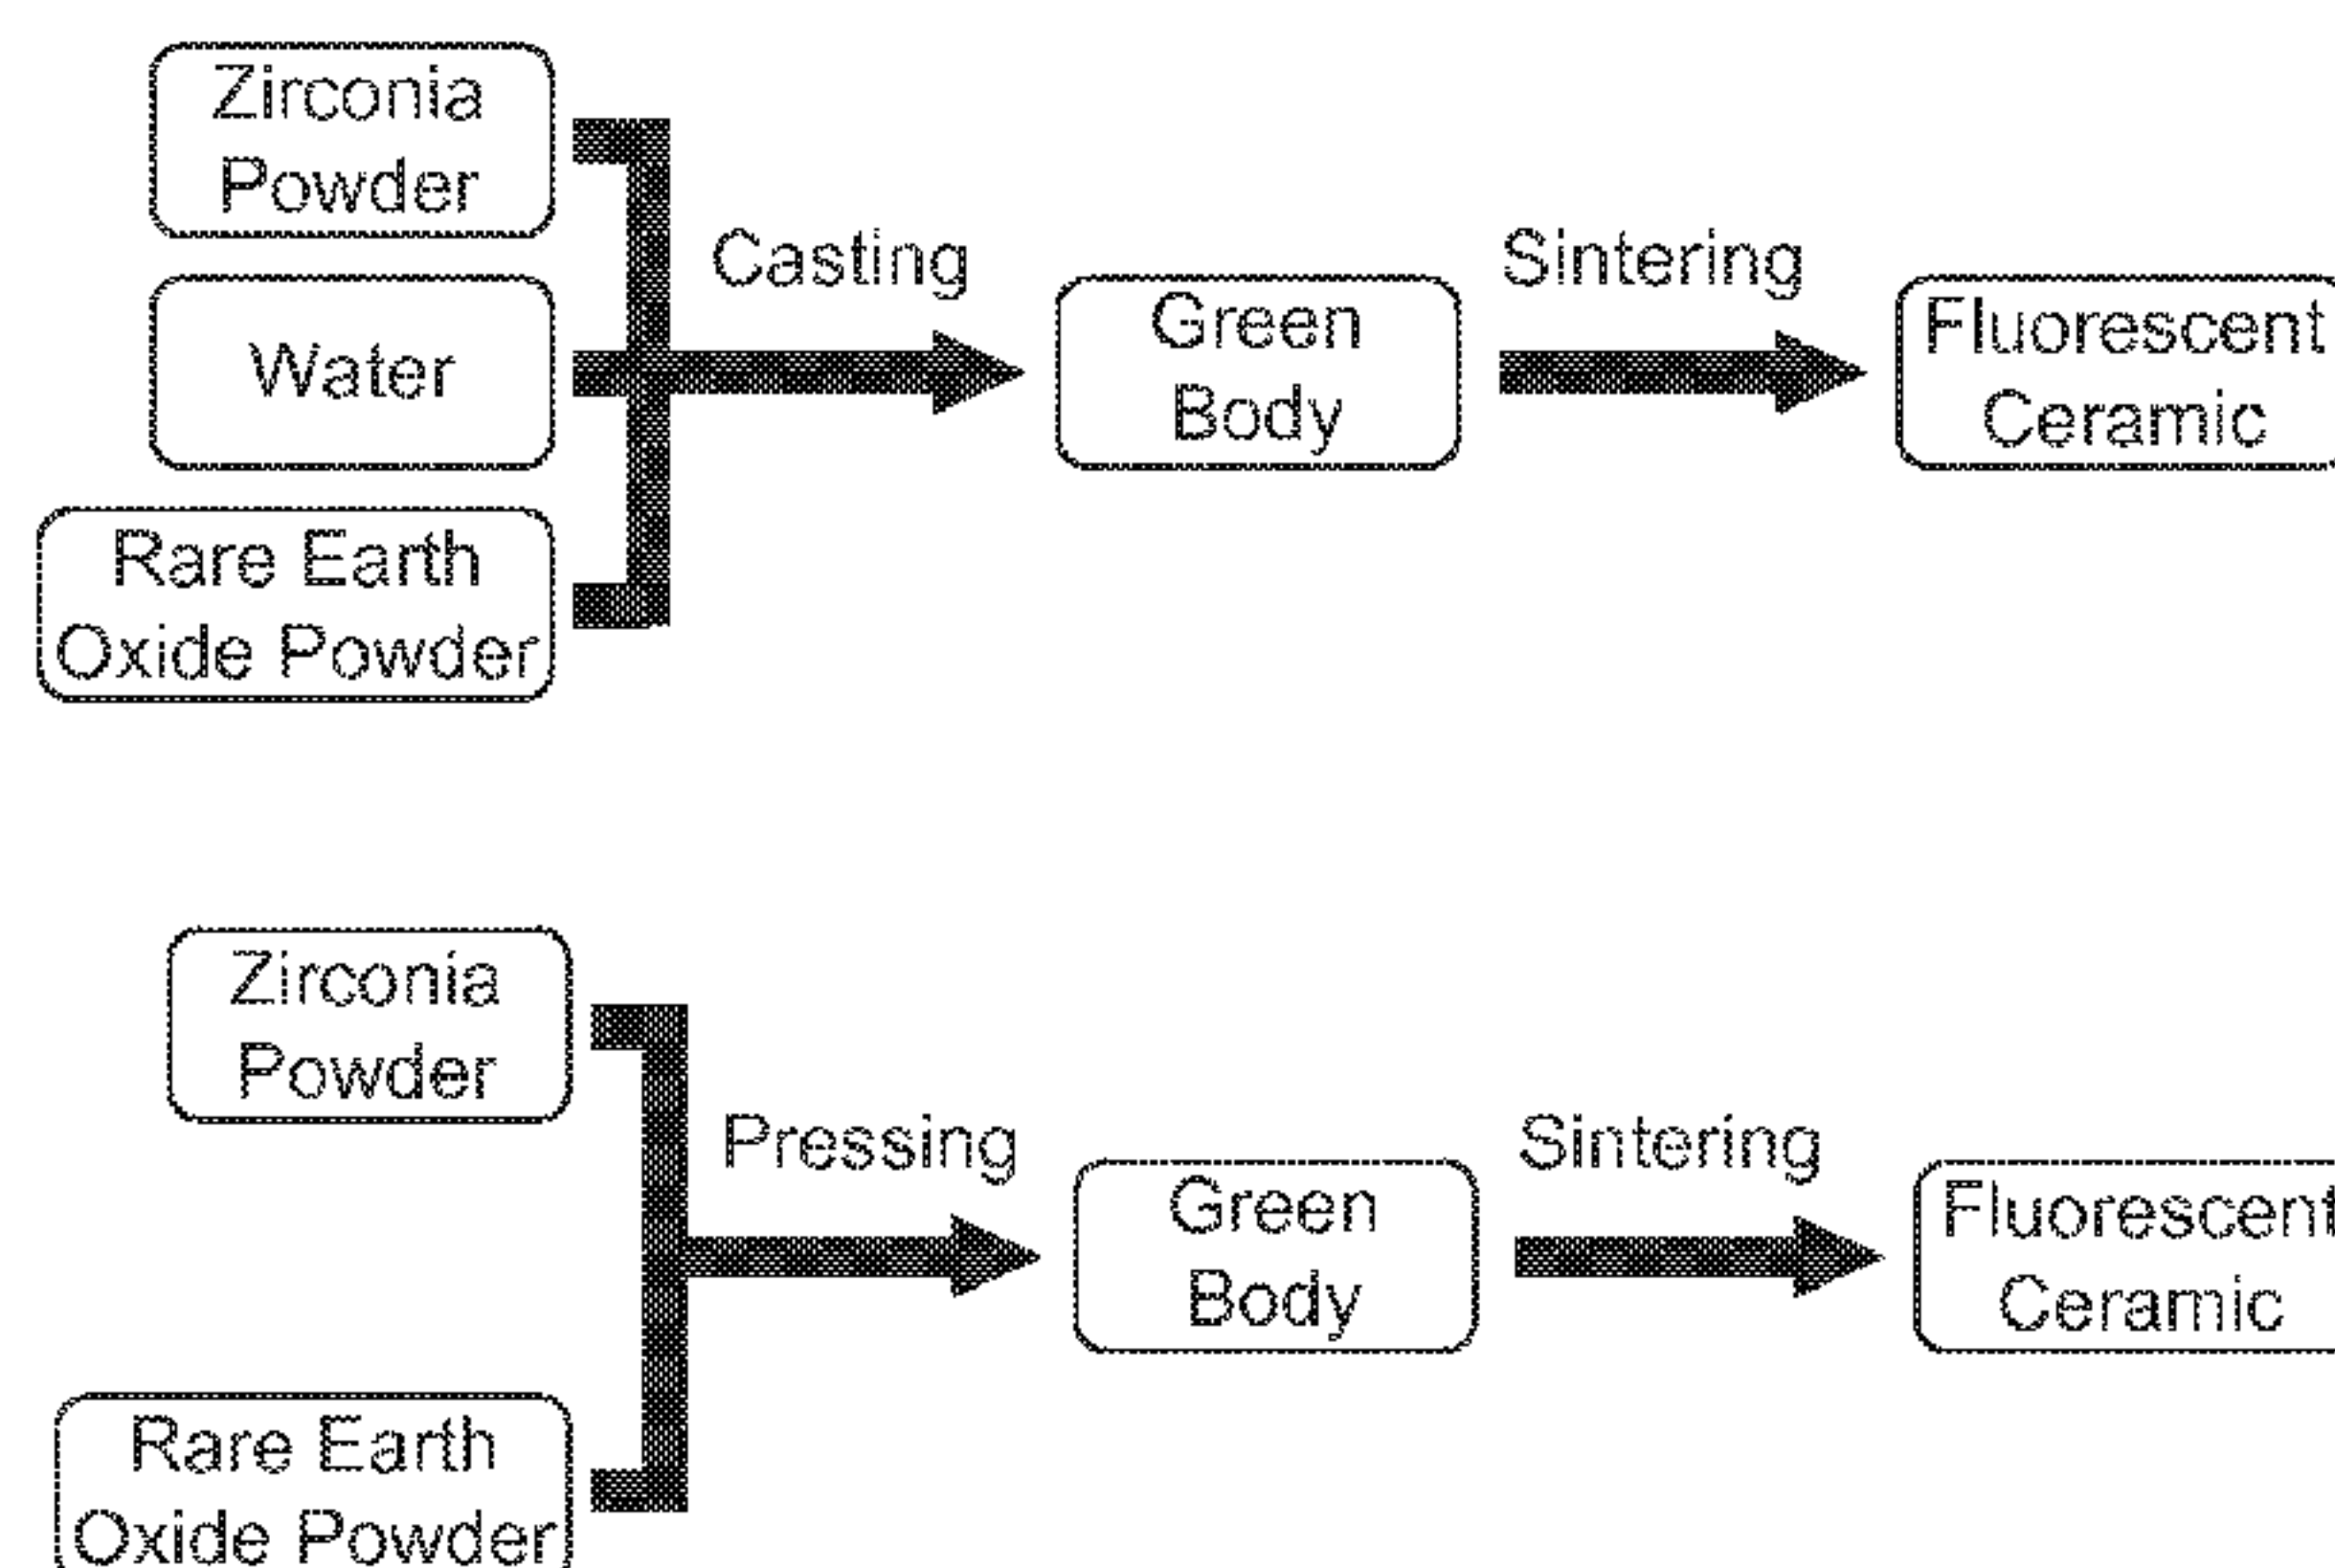 Zirconia
Powder
Water
Rare Earth
Oxide Powder
Casting
Green
Body
Sintering
Fluorescent
Ceramic
Zirconia
Powder
Rare Earth
Oxide Powder
Pressing
Green
Body
Sintering
Fluorescent
Ceramic